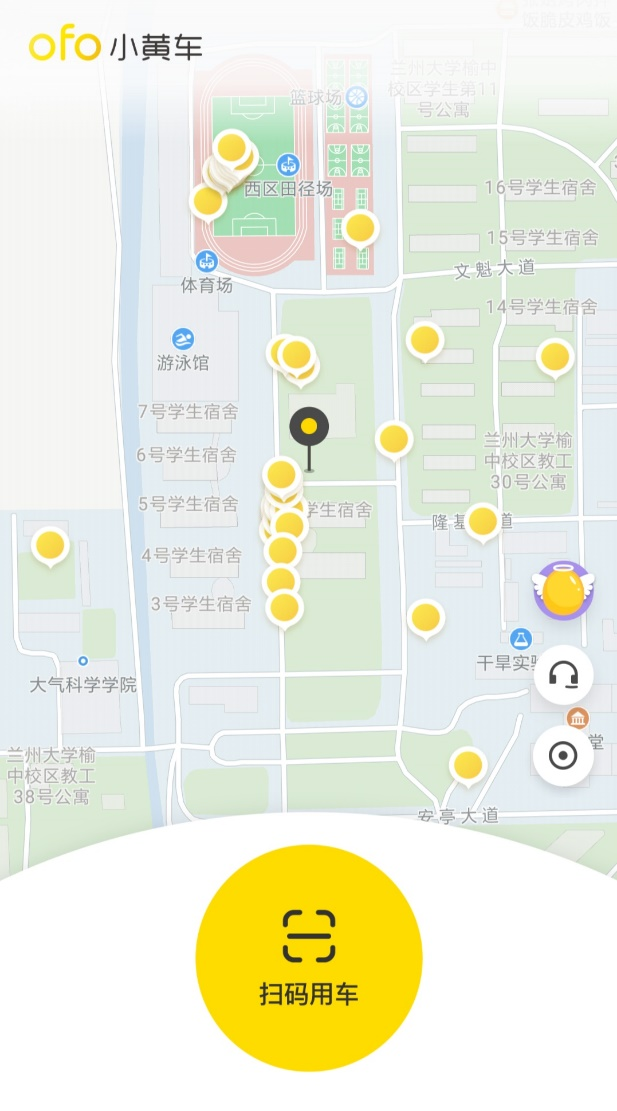 ofo小黄车
兰州大学榆中
校区学生第11
号公寓
篮球场
西区田径场
16号学生宿舍
15号学生宿舍
体育场
文魁大道
14号学生宿舍
游泳馆
7号学生宿舍
兰州大学榆
中校区教工
30号公寓
6号学生宿舍
5号学生宿舍
学生宿舍
隆基 道
4号学生宿舍
3号学生宿舍
干旱实
大气科学学院
堂
兰州大学榆
中校区教工
38号公寓
安亭大道
扫码用车